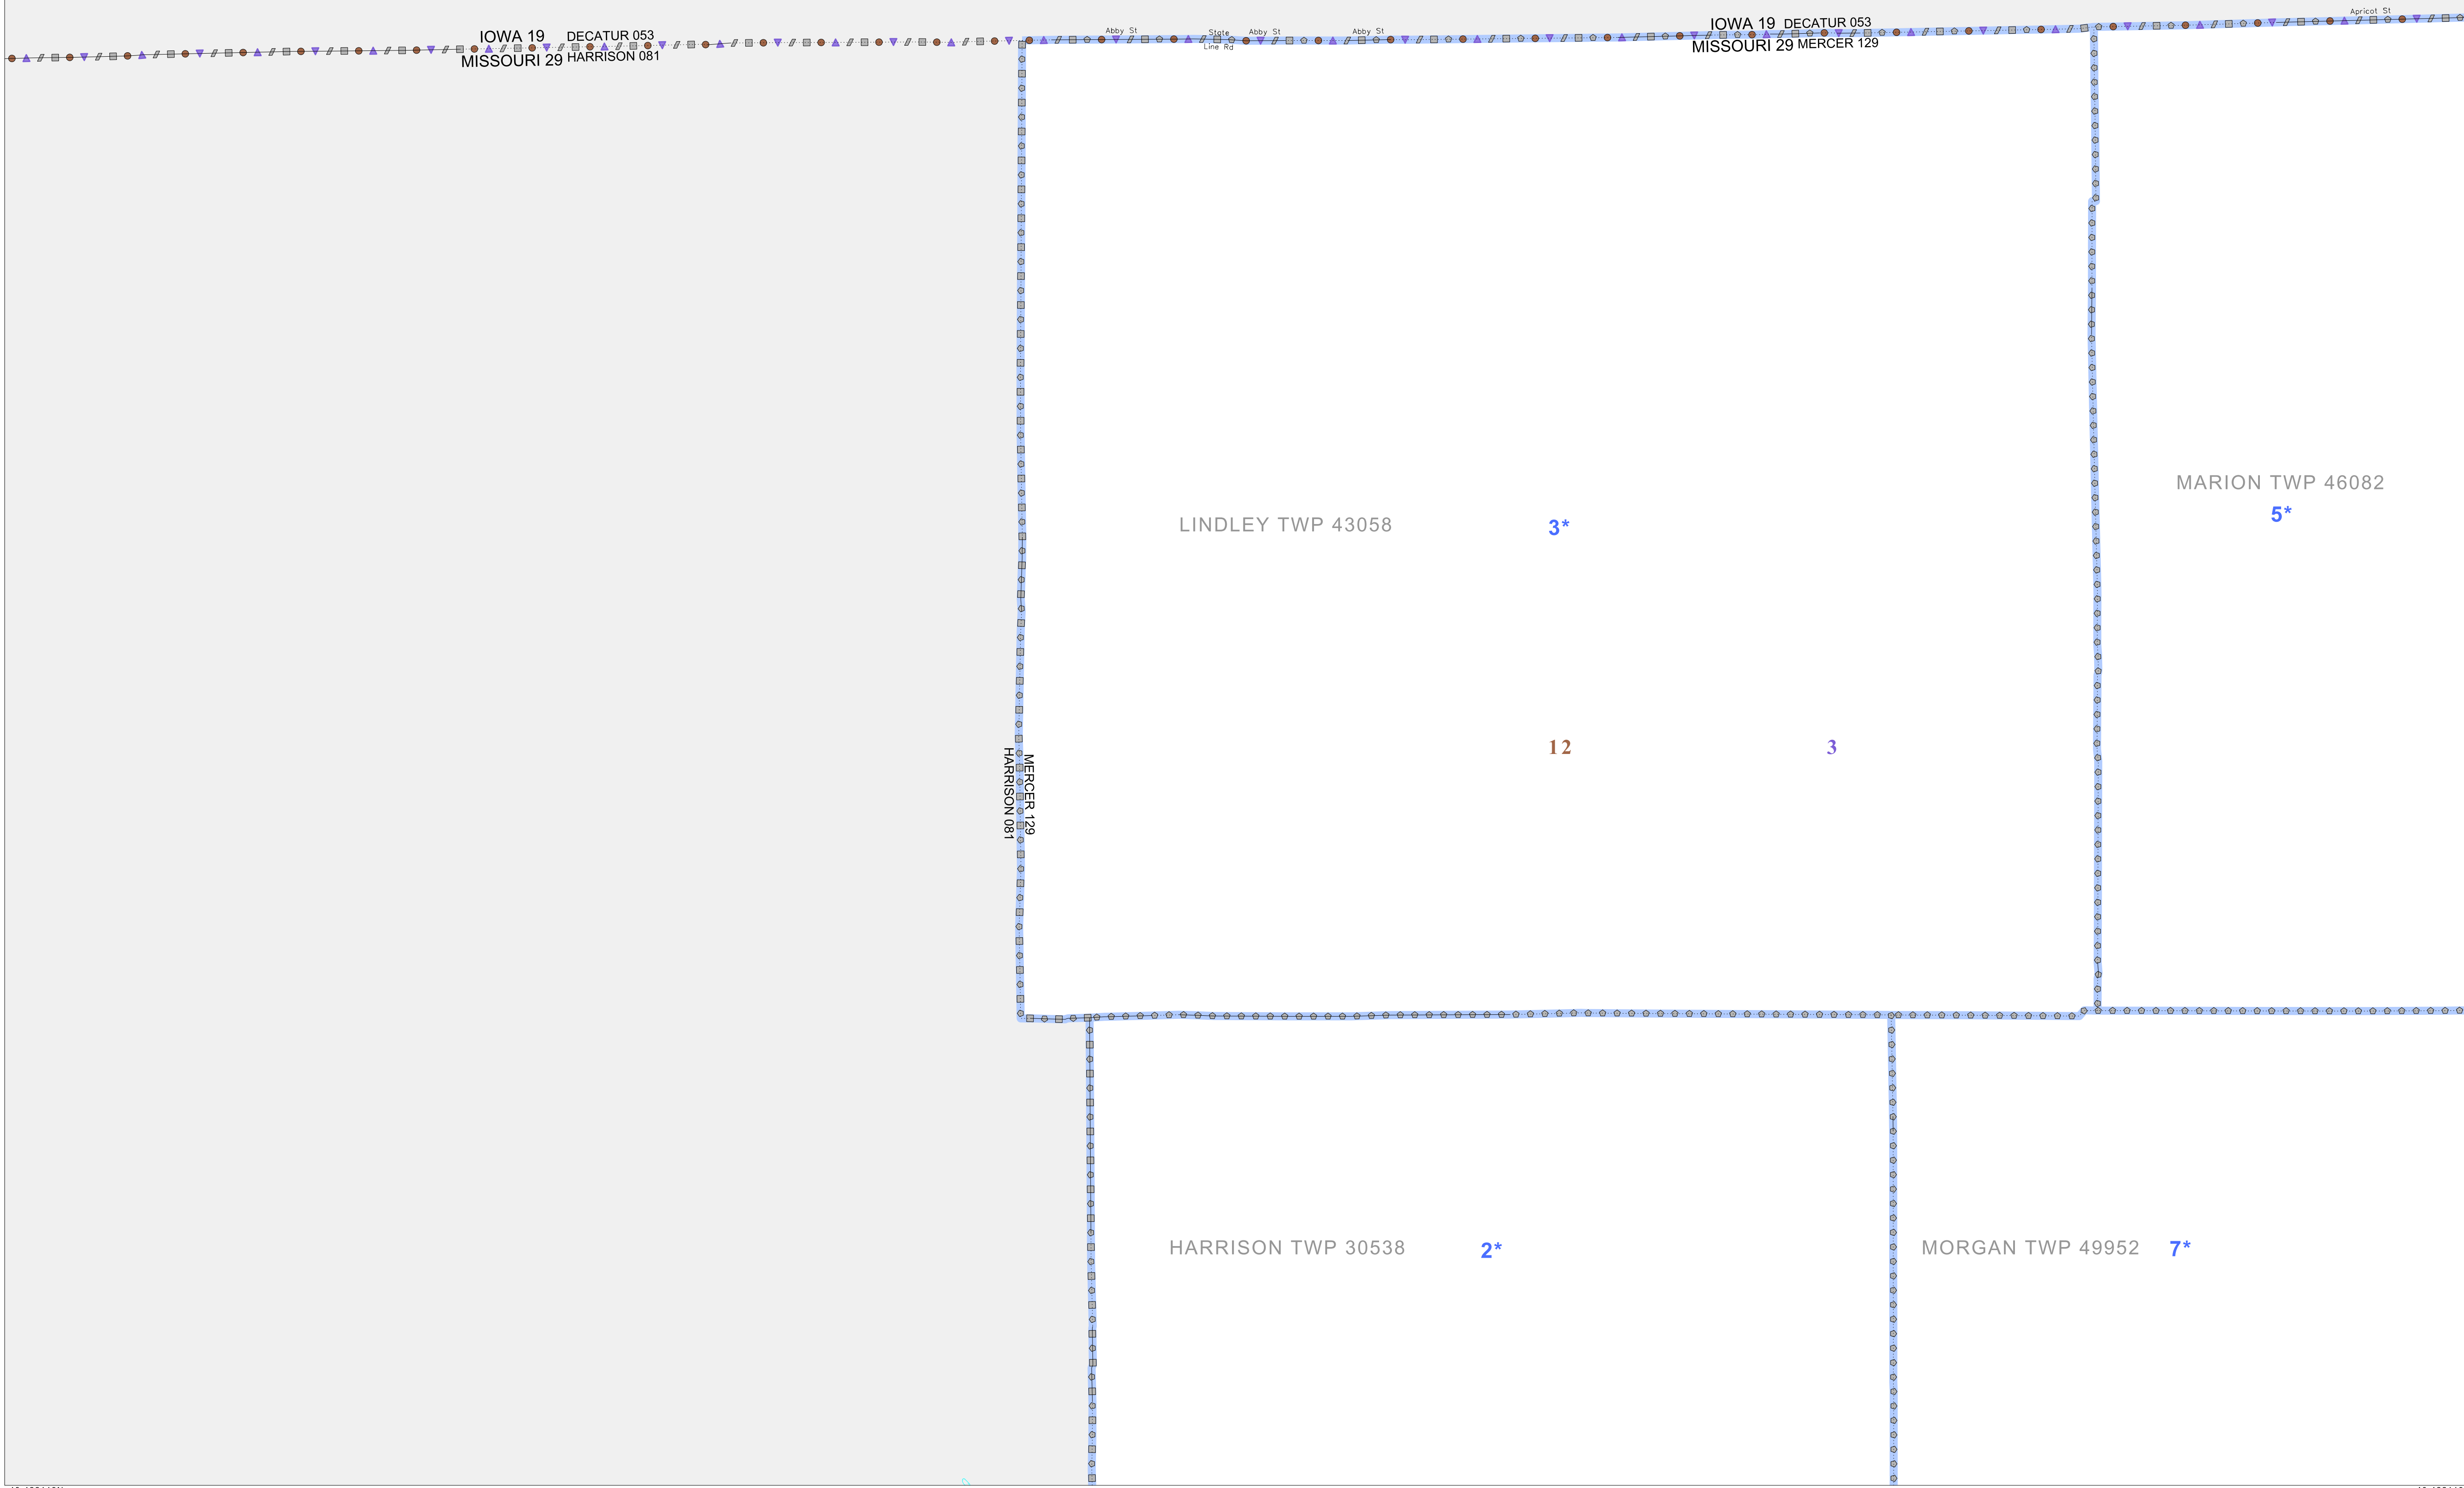 Apricot St
IOWA 19 DECATUR 053
MISSOURI 29 HARRISON 081
Abby St
State
Line Rd
Abby St
Abby St
IOWA 19 DECATUR 053
MISSOURI 29 MERCER 129
MARION TWP 46082
5*
LINDLEY TWP 43058 3*
12 3
MERCER 129
HARRISON 081
HARRISON TWP 30538 2*
MORGAN TWP 49952 7*